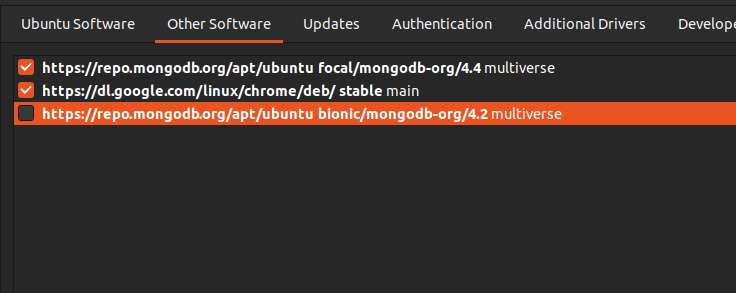 Ubuntu Software Other Software Updates Authentication Additional Drivers Develope
https://repo.mongodb.org/apt/ubuntu focal/mongodb-org/4.4 multiverse
https://dl.google.com/linux/chrome/deb/ stable main
https://repo.mongodb.org/apt/ubuntu bionic/mongodb-org/4.2 multiverse